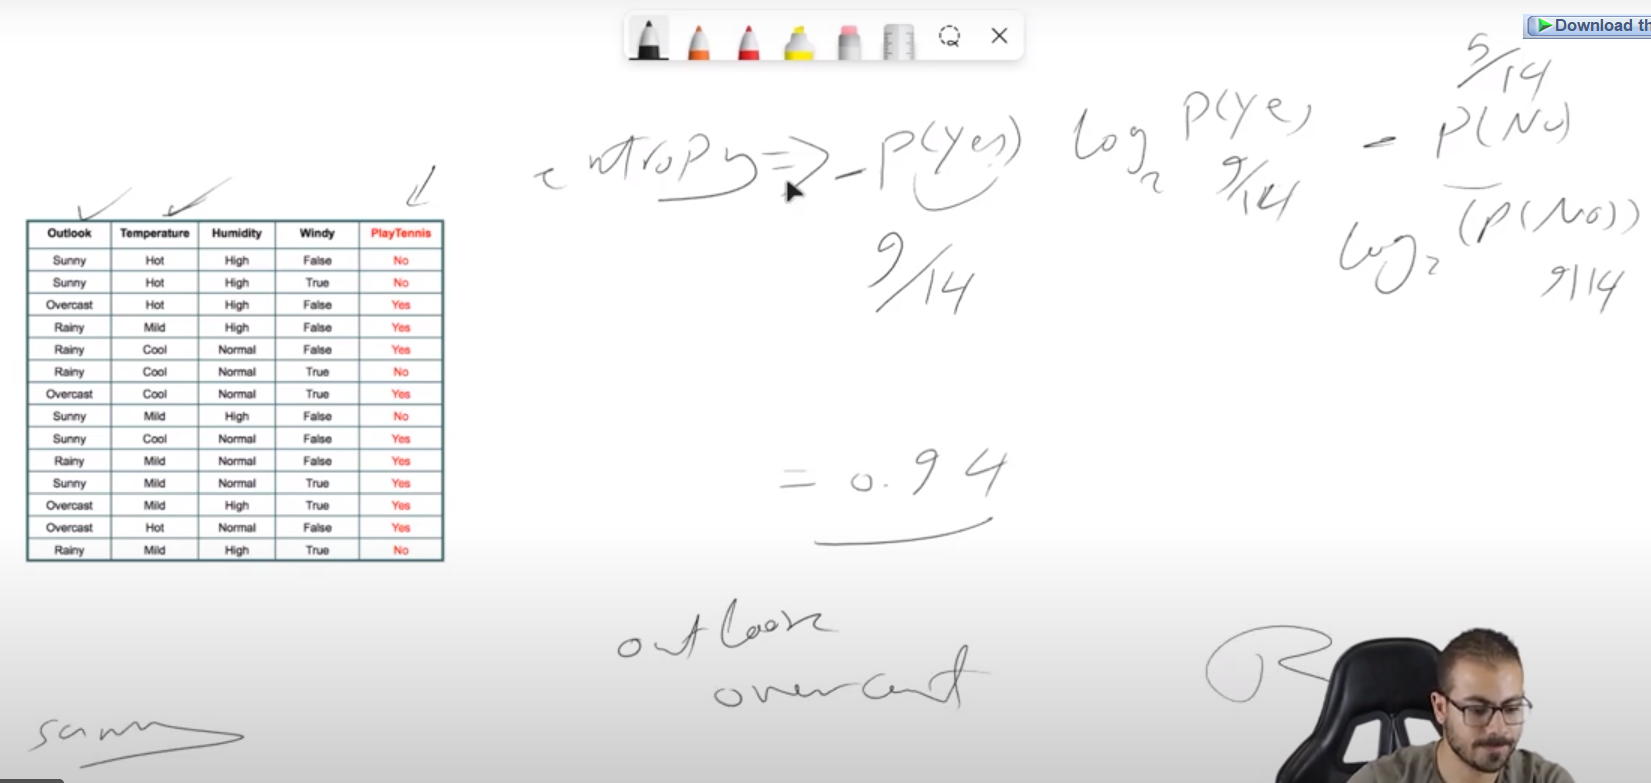 Download th
5/14
entropy => - P(Yes) log2 P(Ye) - P(No)
9/14
log2 (P(No))
9/14
9/14
Outlook Temperature Humidity Windy PlayTennis
Sunny Hot High False No
Sunny Hot High True No
Overcast Hot High False Yes
Rainy Mild High False Yes
Rainy Cool Normal False Yes
Rainy Cool Normal True No
Overcast Cool Normal True Yes
Sunny Mild High False No
Sunny Cool Normal False Yes
Rainy Mild Normal False Yes
Sunny Mild Normal True Yes
Overcast Mild High True Yes
Overcast Hot Normal False Yes
Rainy Mild High True No
= 0.94
outlook
overcast
R
sunny